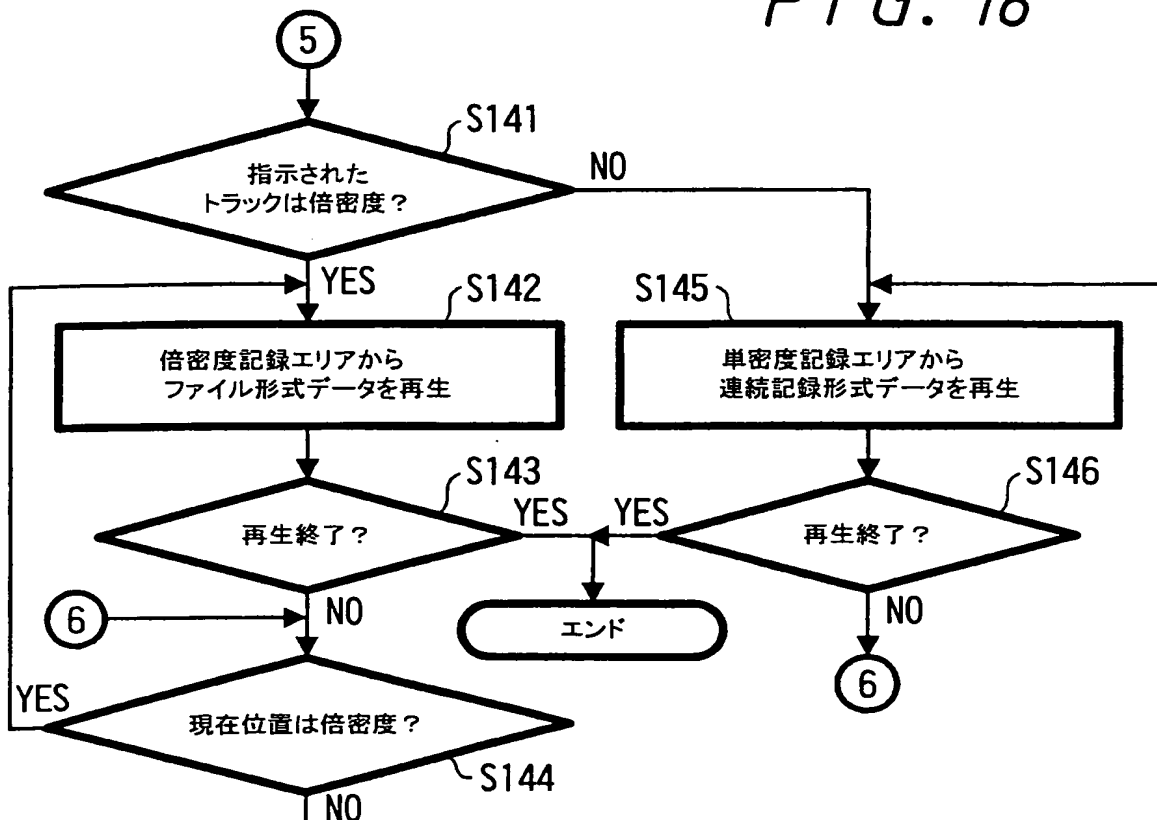 FIG. 16
5
S141
指示された
トラックは倍密度？
NO
YES
S142
S145
倍密度記録エリアから
ファイル形式データを再生
単密度記録エリアから
連続記録形式データを再生
S143
S146
再生終了？
YES
YES
再生終了？
6
NO
エンド
NO
6
YES
現在位置は倍密度？
S144
NO